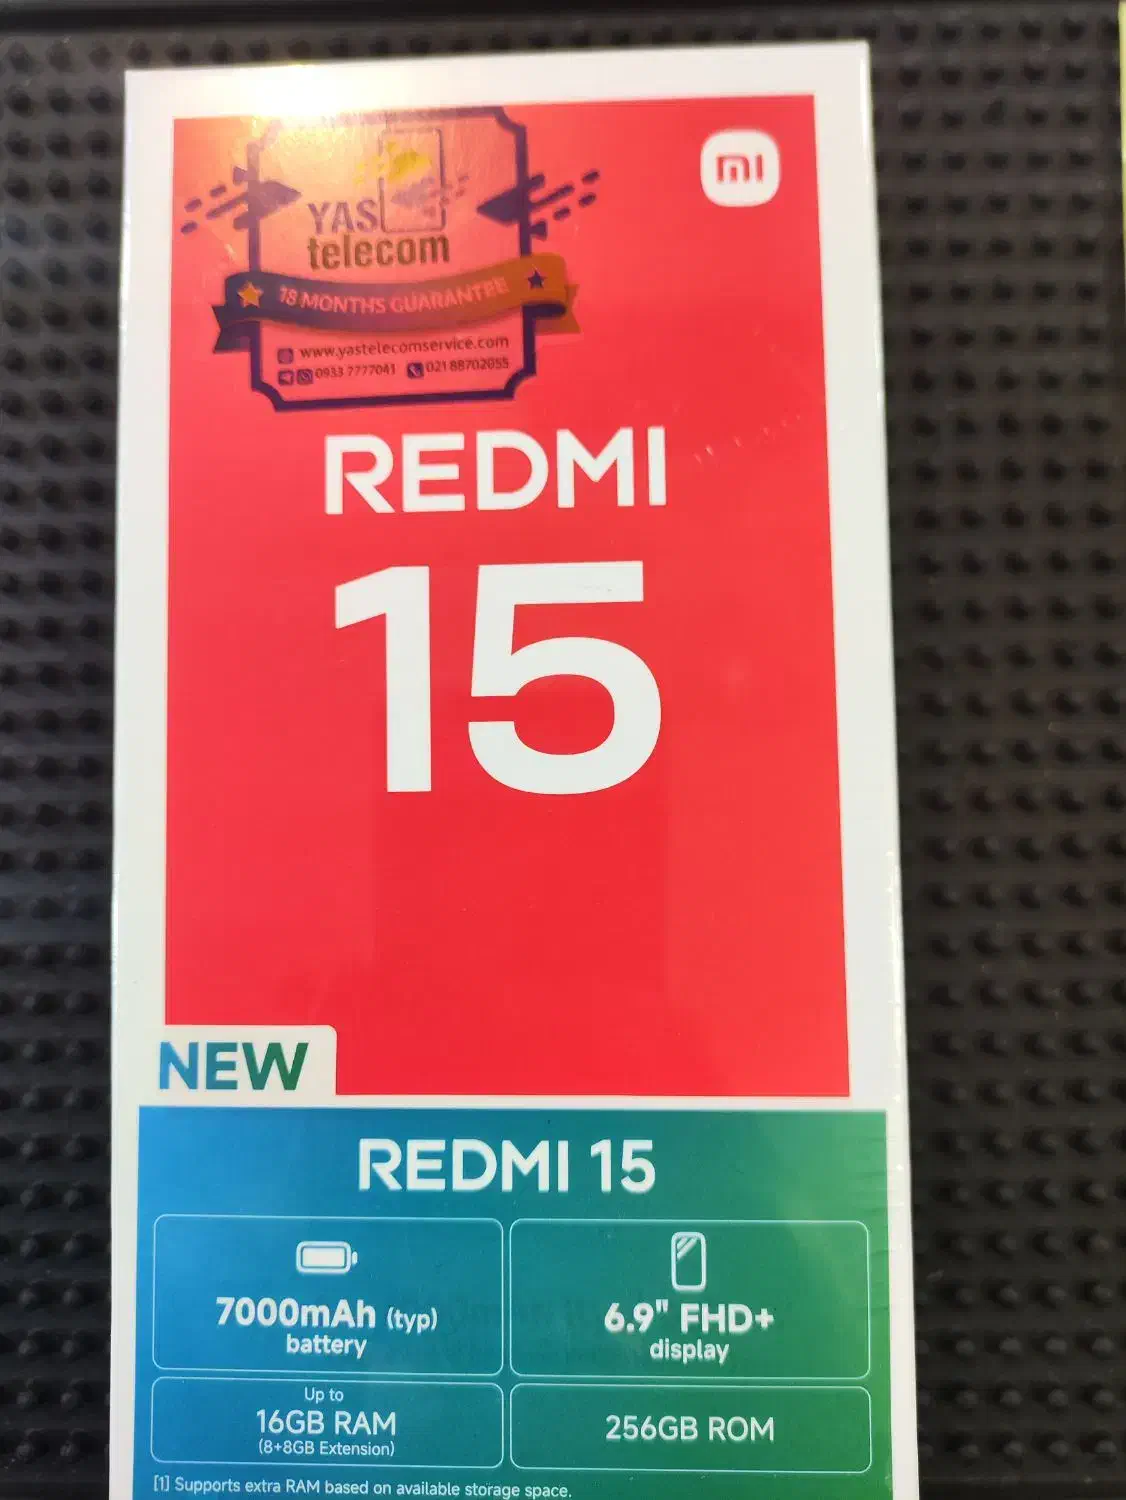 mi
YAS
telecom
18 MONTHS GUARANTEE
www.yastelecomservice.com
0933 7777041 021 88702055
REDMI
15
NEW
REDMI 15
7000mAh (typ)
battery
6.9" FHD+
display
Up to
16GB RAM
(8+8GB Extension)
256GB ROM
[1] Supports extra RAM based on available storage space.